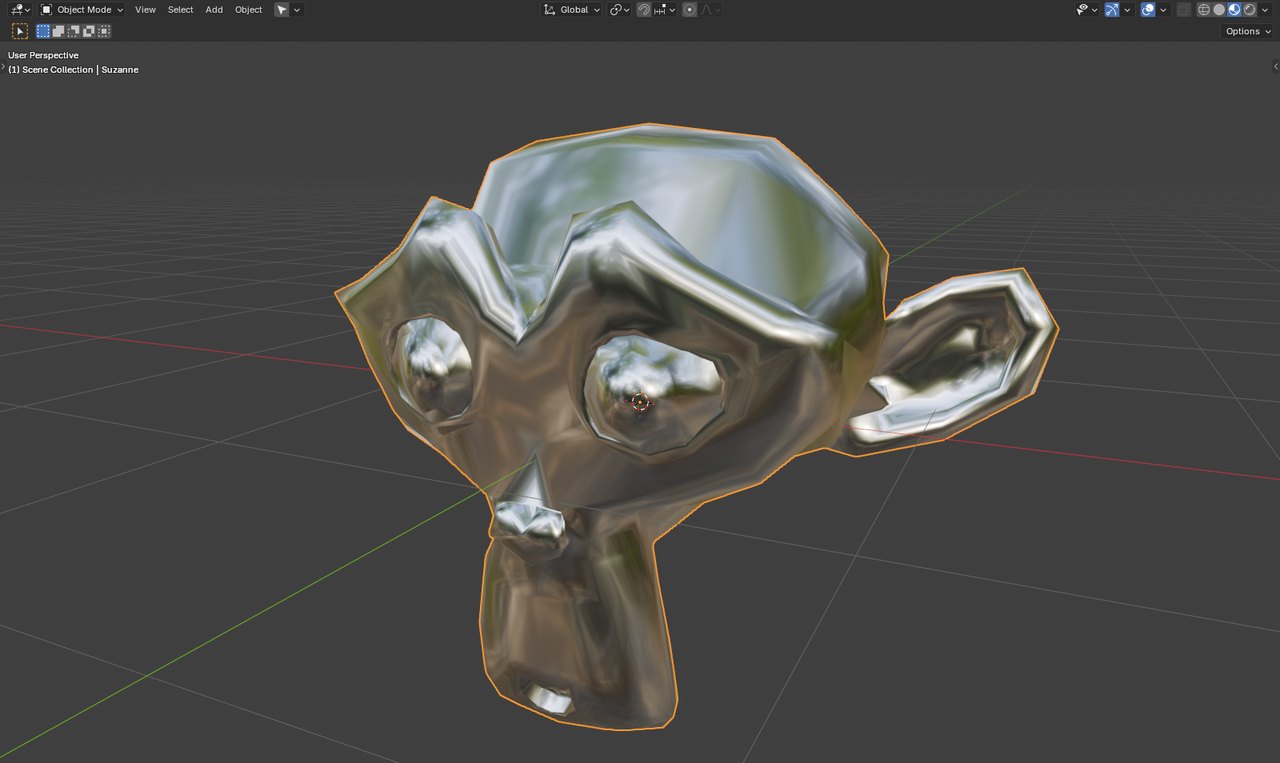 Object Mode View Select Add Object Global
Options
User Perspective
(1) Scene Collection | Suzanne